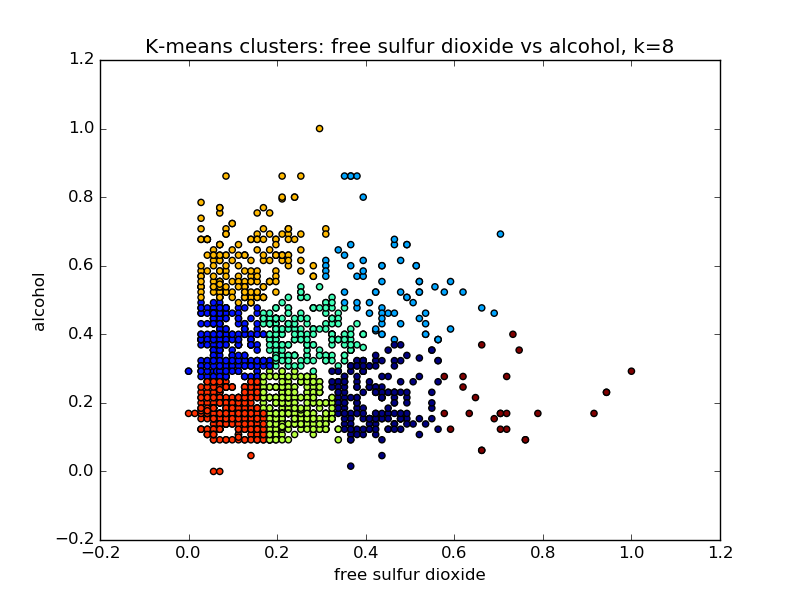 K-means clusters: free sulfur dioxide vs alcohol, k=8
1.2
1.0
0.8
0.6
0.4
0.2
0.0
−0.2
alcohol
−0.2 0.0 0.2 0.4 0.6 0.8 1.0 1.2
free sulfur dioxide